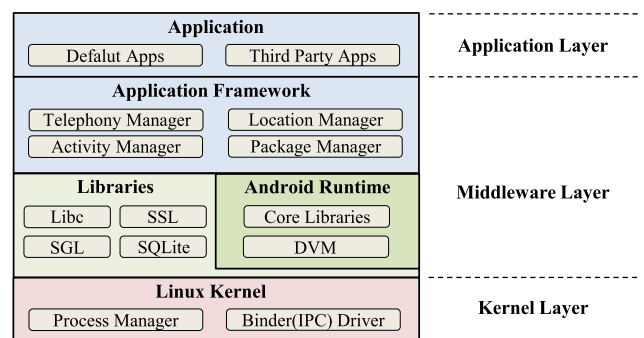 Application
Defalut Apps
Third Party Apps
Application Layer
Application Framework
Telephony Manager
Location Manager
Activity Manager
Package Manager
Middleware Layer
Libraries
Libc
SSL
SGL
SQLite
Android Runtime
Core Libraries
DVM
Linux Kernel
Process Manager
Binder(IPC) Driver
Kernel Layer